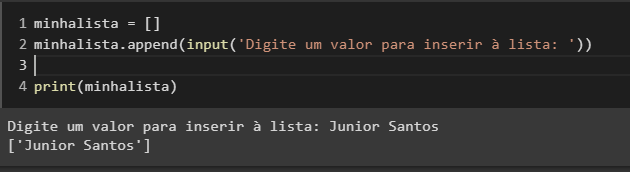 1 minhalista = []
2 minhalista.append(input('Digite um valor para inserir à lista: '))
3
4 print(minhalista)
Digite um valor para inserir à lista: Junior Santos
['Junior Santos']